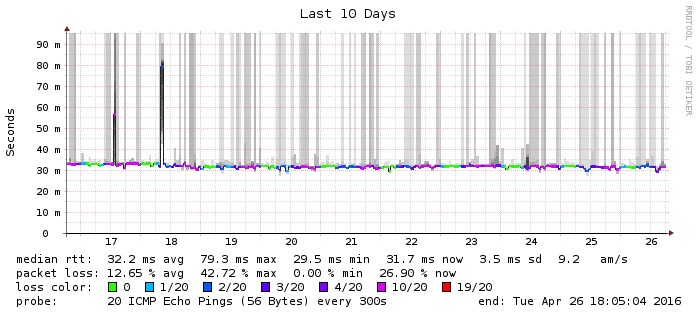 Last 10 Days
RRDTOOL / TOBI OETIKER
Seconds
90 m
80 m
70 m
60 m
50 m
40 m
30 m
20 m
10 m
0
17 18 19 20 21 22 23 24 25 26
median rtt: 32.2 ms avg 79.3 ms max 29.5 ms min 31.7 ms now 3.5 ms sd 9.2 am/s
packet loss: 12.65 % avg 42.72 % max 0.00 % min 26.90 % now
loss color: 0 1/20 2/20 3/20 4/20 10/20 19/20
probe: 20 ICMP Echo Pings (56 Bytes) every 300s end: Tue Apr 26 18:05:04 2016